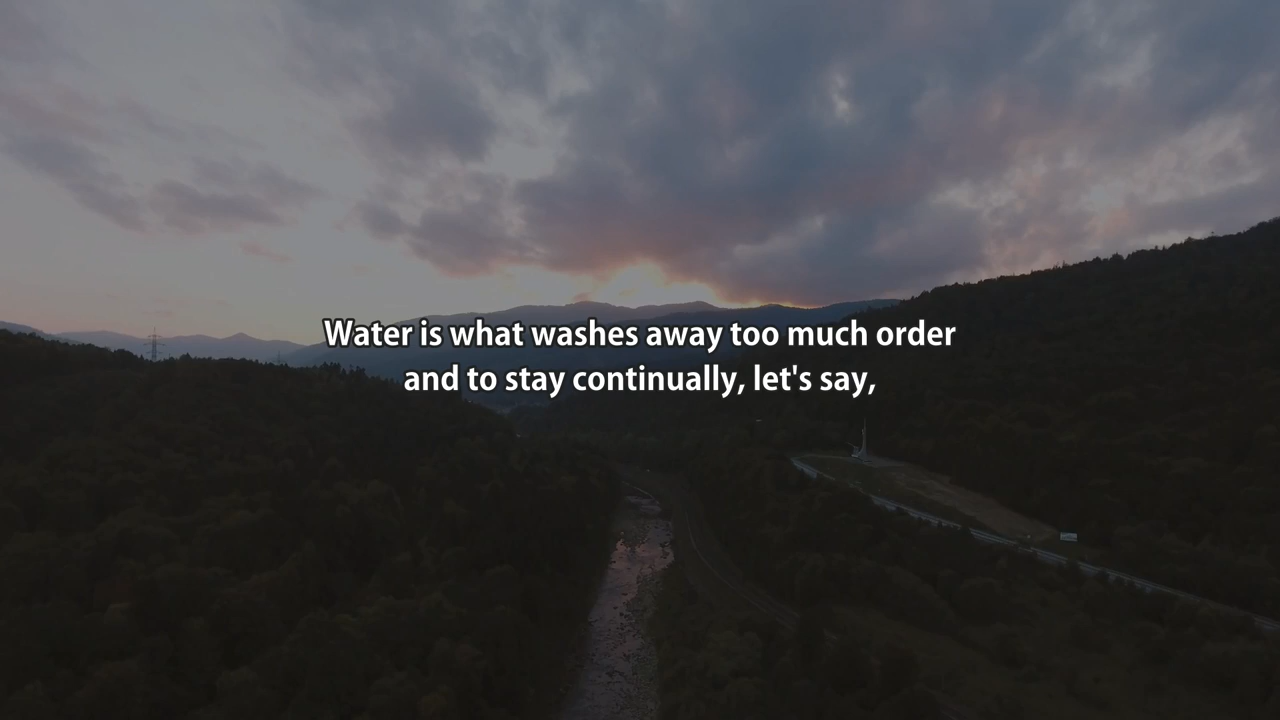 Water is what washes away too much order
and to stay continually, let's say,